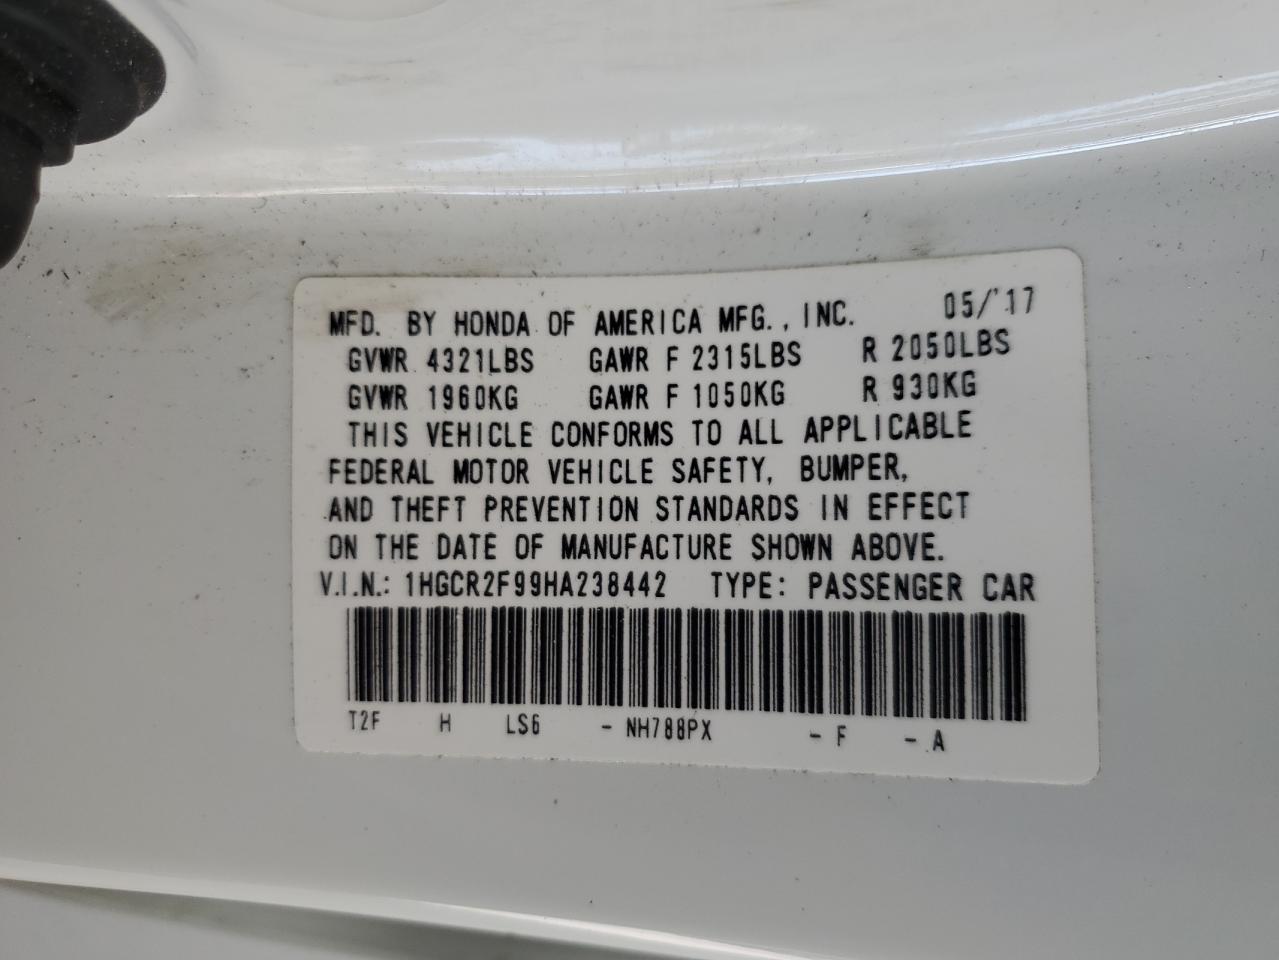 MFD. BY HONDA OF AMERICA MFG., INC. 05/'17
GVWR 4321LBS GAWR F 2315LBS R 2050LBS
GVWR 1960KG GAWR F 1050KG R 930KG
THIS VEHICLE CONFORMS TO ALL APPLICABLE
FEDERAL MOTOR VEHICLE SAFETY, BUMPER,
AND THEFT PREVENTION STANDARDS IN EFFECT
ON THE DATE OF MANUFACTURE SHOWN ABOVE.
V.I.N.: 1HGCR2F99HA238442 TYPE: PASSENGER CAR
T2F H LS6 - NH788PX - F - A